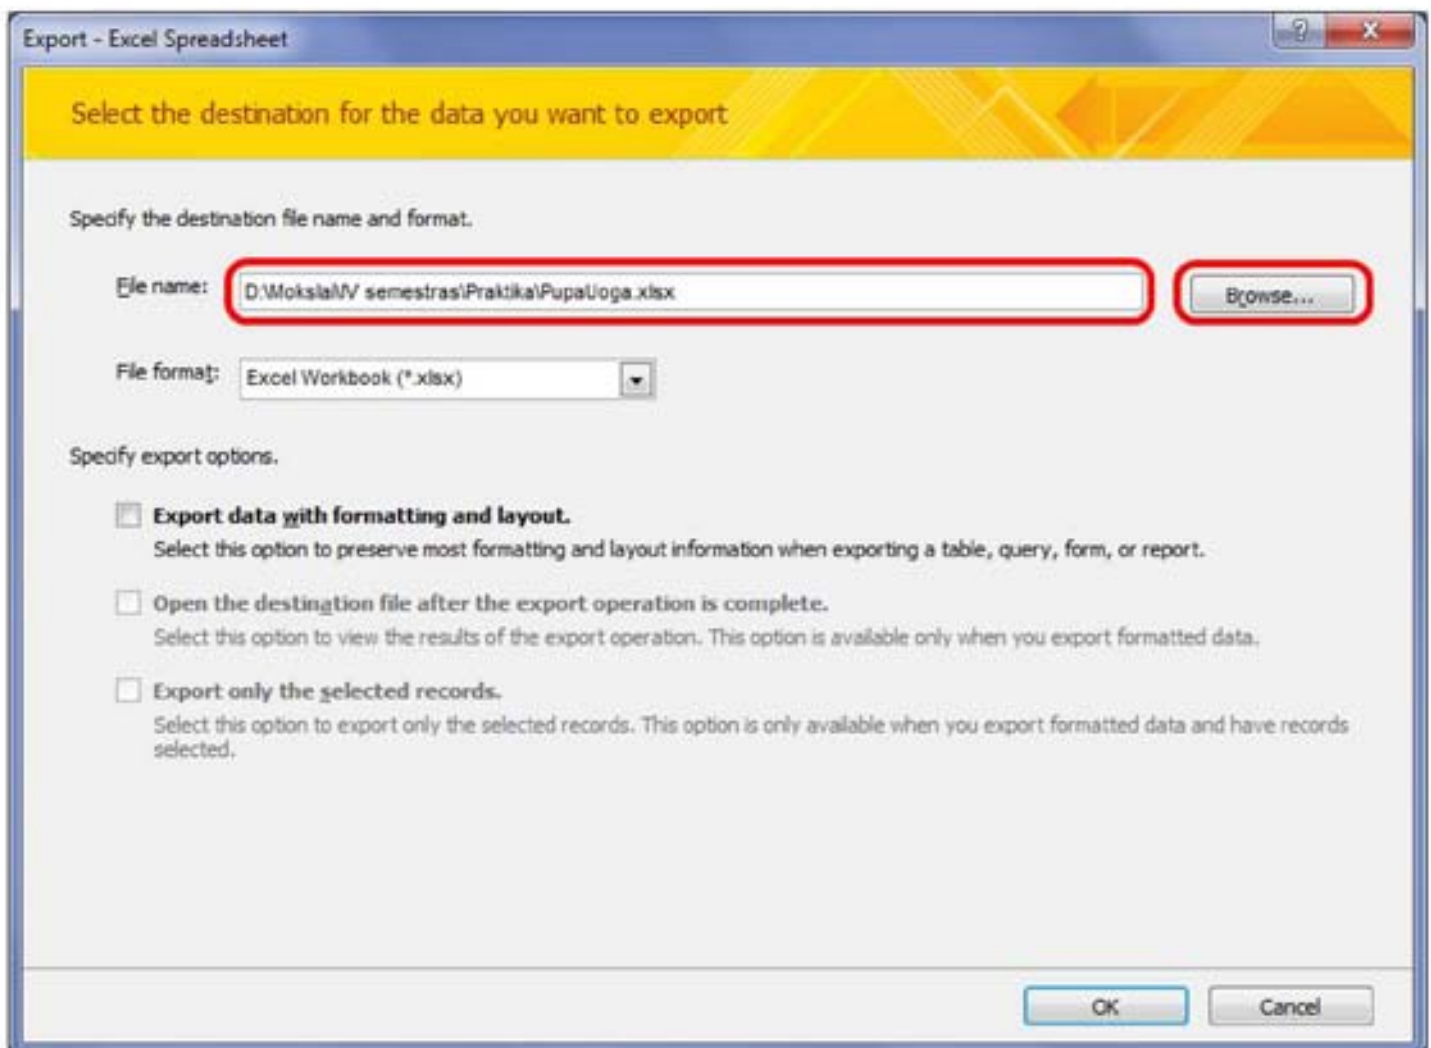 Export - Excel Spreadsheet
?
X
Select the destination for the data you want to export
Specify the destination file name and format.
File name:
D:\Mokslai\IV semestras\Praktika\PupaUoga.xlsx
Browse...
File format:
Excel Workbook (*.xlsx)
Specify export options.
Export data with formatting and layout.
Select this option to preserve most formatting and layout information when exporting a table, query, form, or report.
Open the destination file after the export operation is complete.
Select this option to view the results of the export operation. This option is available only when you export formatted data.
Export only the selected records.
Select this option to export only the selected records. This option is only available when you export formatted data and have records
selected.
OK
Cancel